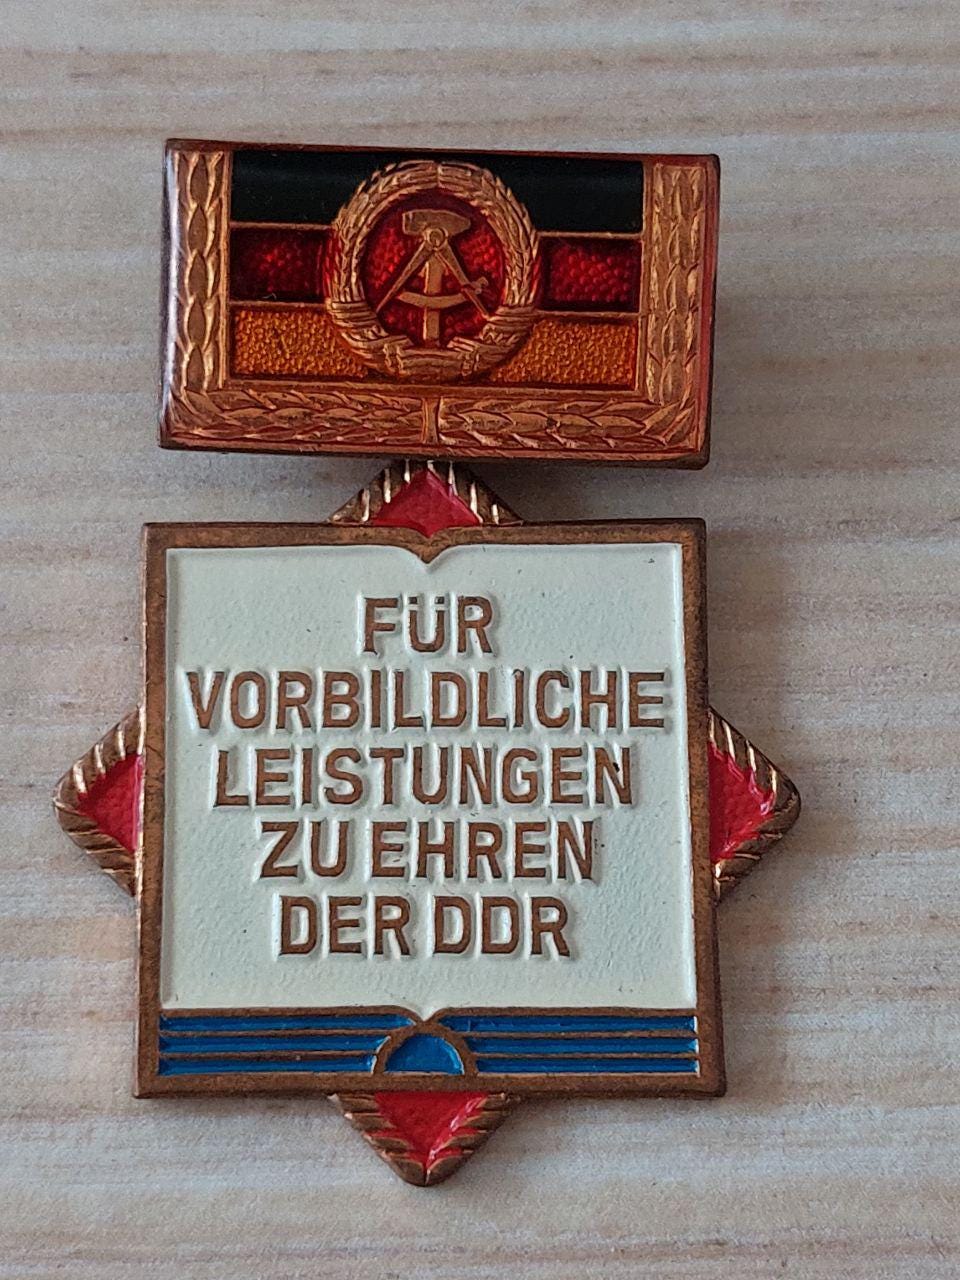 FÜR
VORBILDLICHE
LEISTUNGEN
ZU EHREN
DER DDR